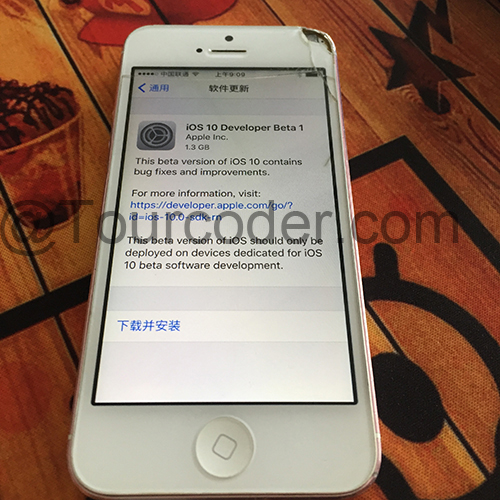 中国联通 上午9:09
通用 软件更新
iOS 10 Developer Beta 1
Apple Inc.
1.3 GB
This beta version of iOS 10 contains
bug fixes and improvements.
For more information, visit:
https://developer.apple.com/go/?
id=ios-10.0-sdk-rn
@Tourcoder.com
This beta version of iOS should only be
deployed on devices dedicated for iOS
10 beta software development.
下载并安装